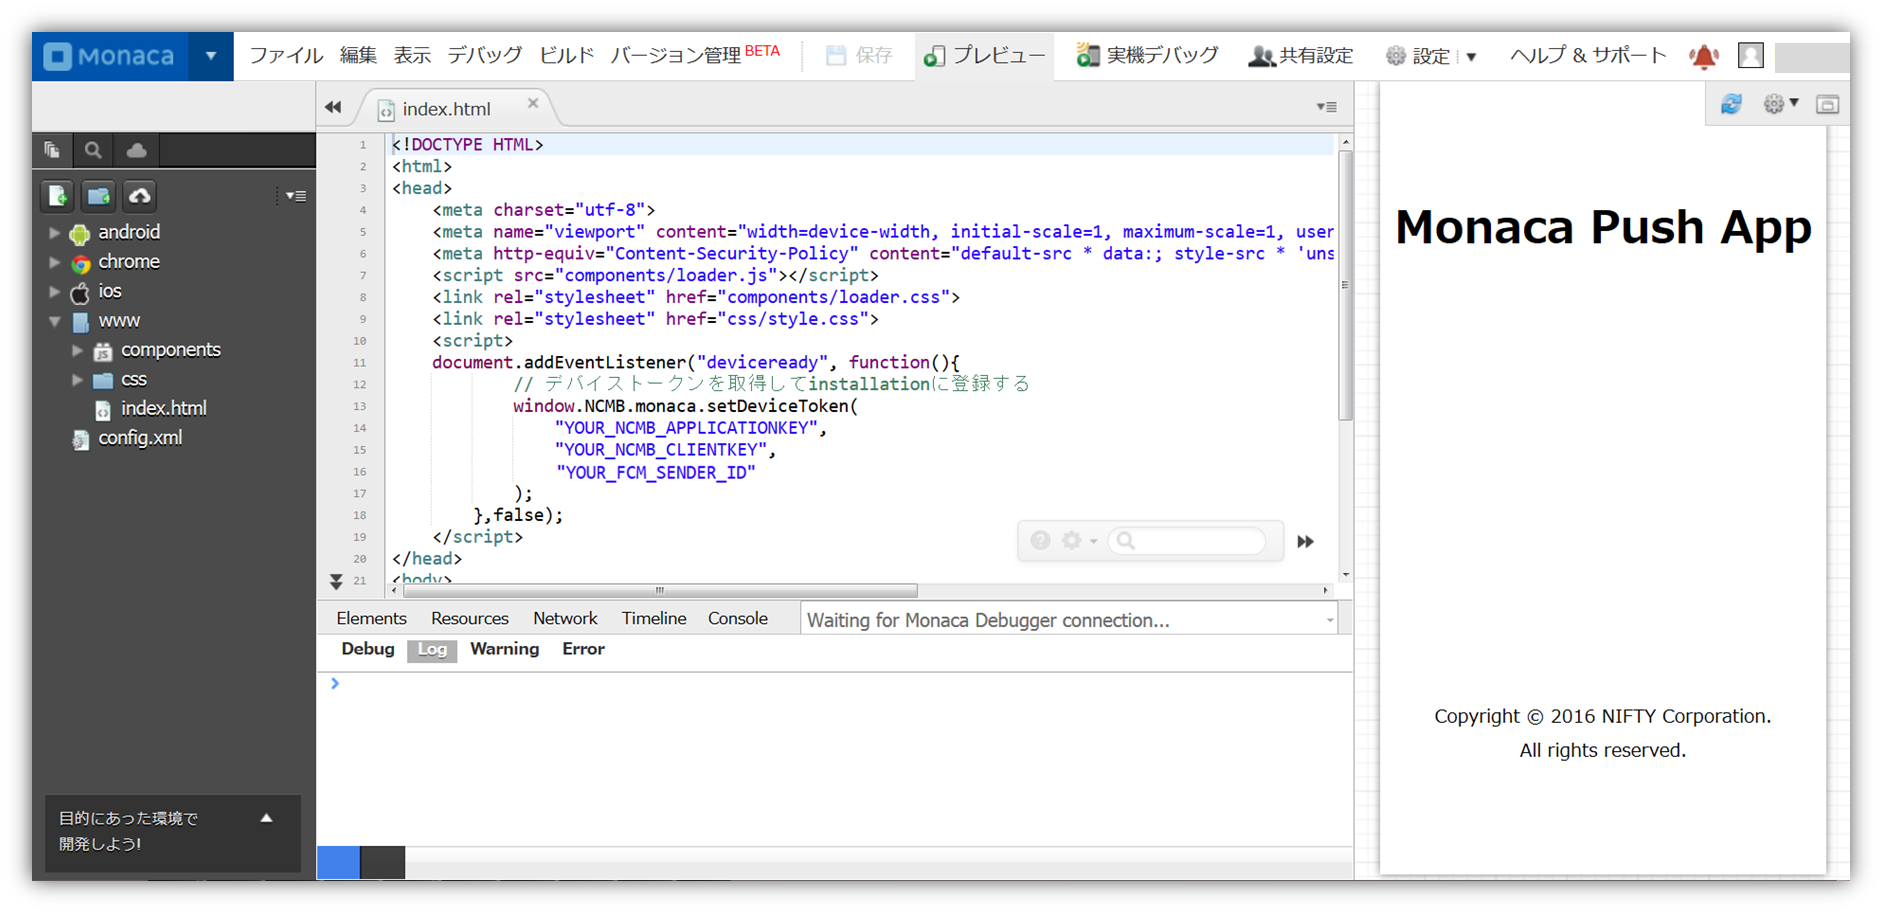 Monaca ファイル 編集 表示 デバッグ ビルド バージョン管理 BETA 保存 プレビュー 実機デバッグ 共有設定 設定 ヘルプ & サポート
index.html
android
chrome
ios
www
components
css
index.html
config.xml
目的にあった環境で
開発しよう!
1 <!DOCTYPE HTML>
2 <html>
3 <head>
4 <meta charset="utf-8">
5 <meta name="viewport" content="width=device-width, initial-scale=1, maximum-scale=1, user
6 <meta http-equiv="Content-Security-Policy" content="default-src * data:; style-src * 'uns
7 <script src="components/loader.js"></script>
8 <link rel="stylesheet" href="components/loader.css">
9 <link rel="stylesheet" href="css/style.css">
10 <script>
11 document.addEventListener("deviceready", function(){
12 // デバイストークンを取得してinstallationに登録する
13 window.NCMB.monaca.setDeviceToken(
14 "YOUR_NCMB_APPLICATIONKEY",
15 "YOUR_NCMB_CLIENTKEY",
16 "YOUR_FCM_SENDER_ID"
17 );
18 },false);
19 </script>
20 </head>
21 <body>
Elements Resources Network Timeline Console Waiting for Monaca Debugger connection...
Debug Log Warning Error
Monaca Push App
Copyright © 2016 NIFTY Corporation.
All rights reserved.